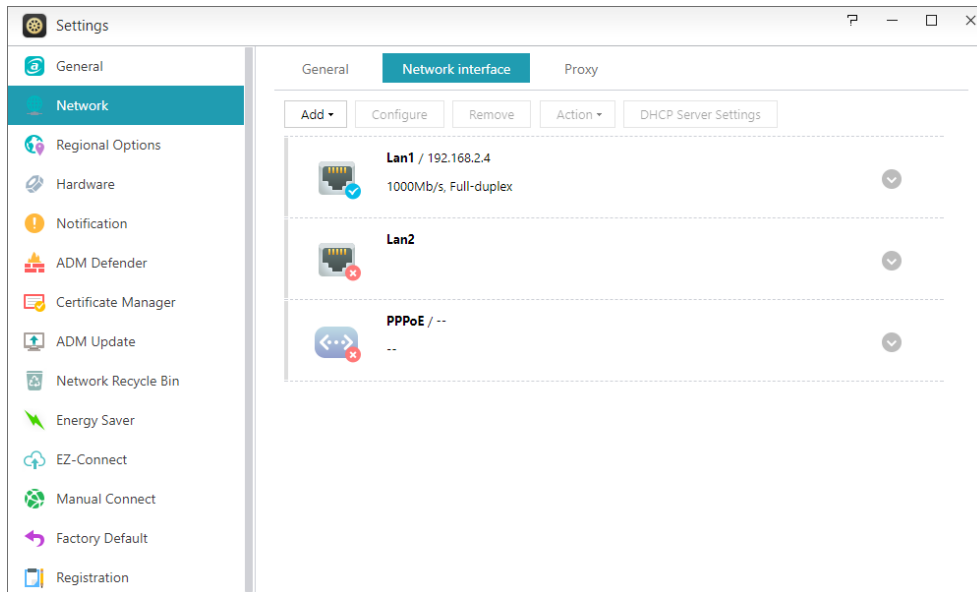 Settings
General
Network
Regional Options
Hardware
Notification
ADM Defender
Certificate Manager
ADM Update
Network Recycle Bin
Energy Saver
EZ-Connect
Manual Connect
Factory Default
Registration
General Network interface Proxy
Add Configure Remove Action DHCP Server Settings
Lan1 / 192.168.2.4
1000Mb/s, Full-duplex
Lan2
PPPoE / --
--